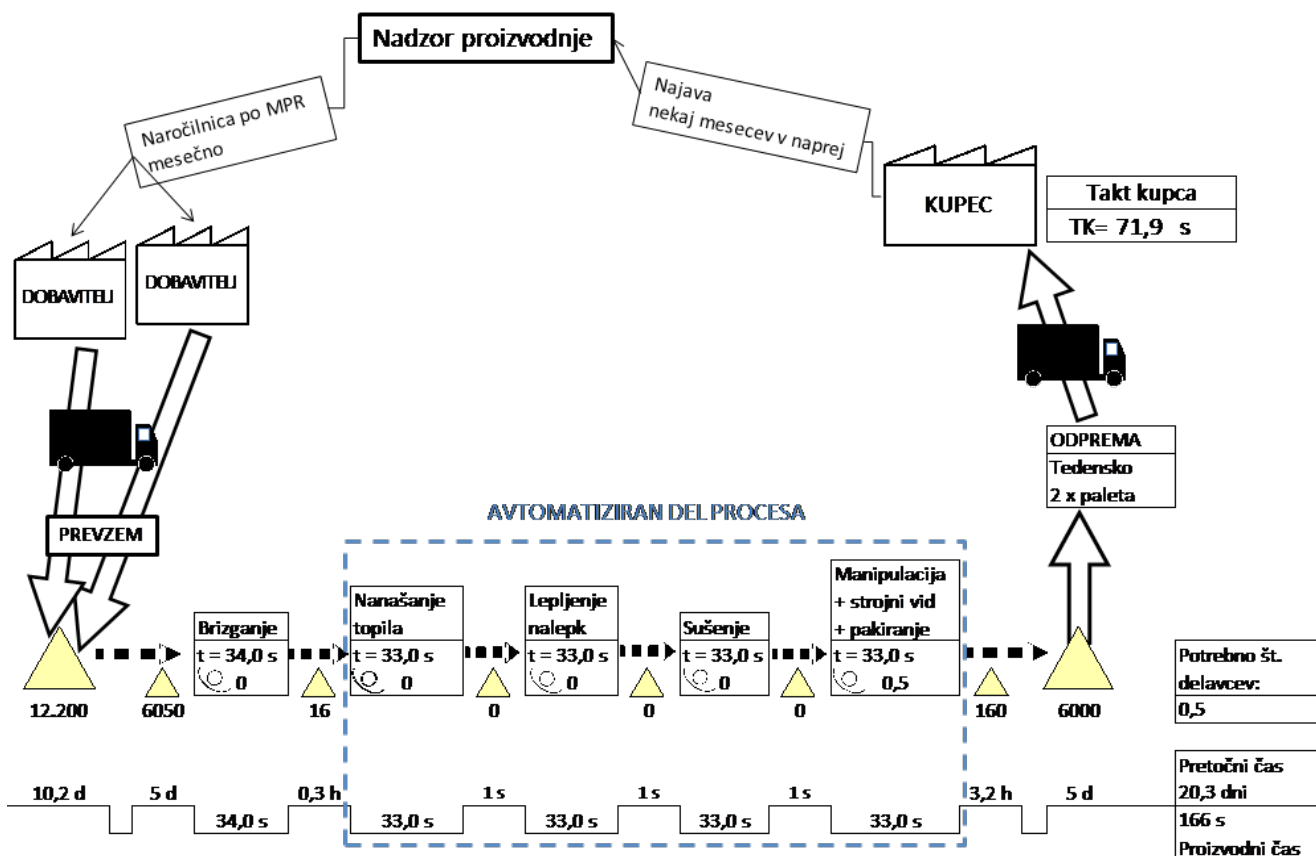 Nadzor proizvodnje
Naročilnica po MPR
mesečno
Najava
nekaj mesecev v naprej
KUPEC
Takt kupca
TK= 71,9 s
DOBAVITELJ
DOBAVITELJ
PREVZEM
ODPREMA
Tedensko
2 x paleta
AVTOMATIZIRAN DEL PROCESA
Brizganje
t = 34,0 s
0
Nanašanje
topila
t = 33,0 s
0
Lepljenje
nalepk
t = 33,0 s
0
Sušenje
t = 33,0 s
0
Manipulacija
+ strojni vid
+ pakiranje
t = 33,0 s
0,5
12.200
6050
16
0
0
0
160
6000
Potrebno št.
delavcev:
0,5
10,2 d
5 d
34,0 s
0,3 h
33,0 s
1 s
33,0 s
1 s
33,0 s
1 s
33,0 s
3,2 h
5 d
Pretočni čas
20,3 dni
166 s
Proizvodni čas